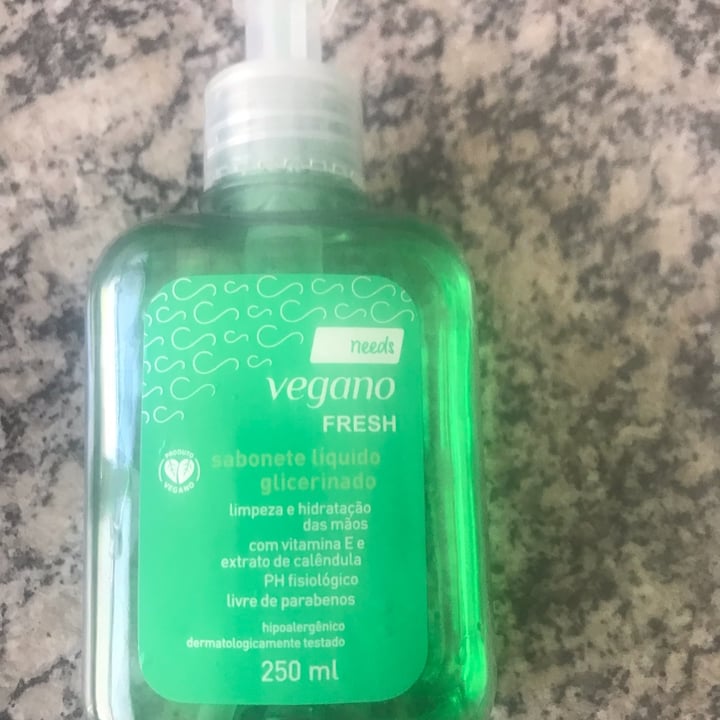 needs
vegano
FRESH
PRODUTO
VEGANO
sabonete líquido
glicerinado
limpeza e hidratação
das mãos
com vitamina E e
extrato de calêndula
PH fisiológico
livre de parabenos
hipoalergênico
dermatologicamente testado
250 ml